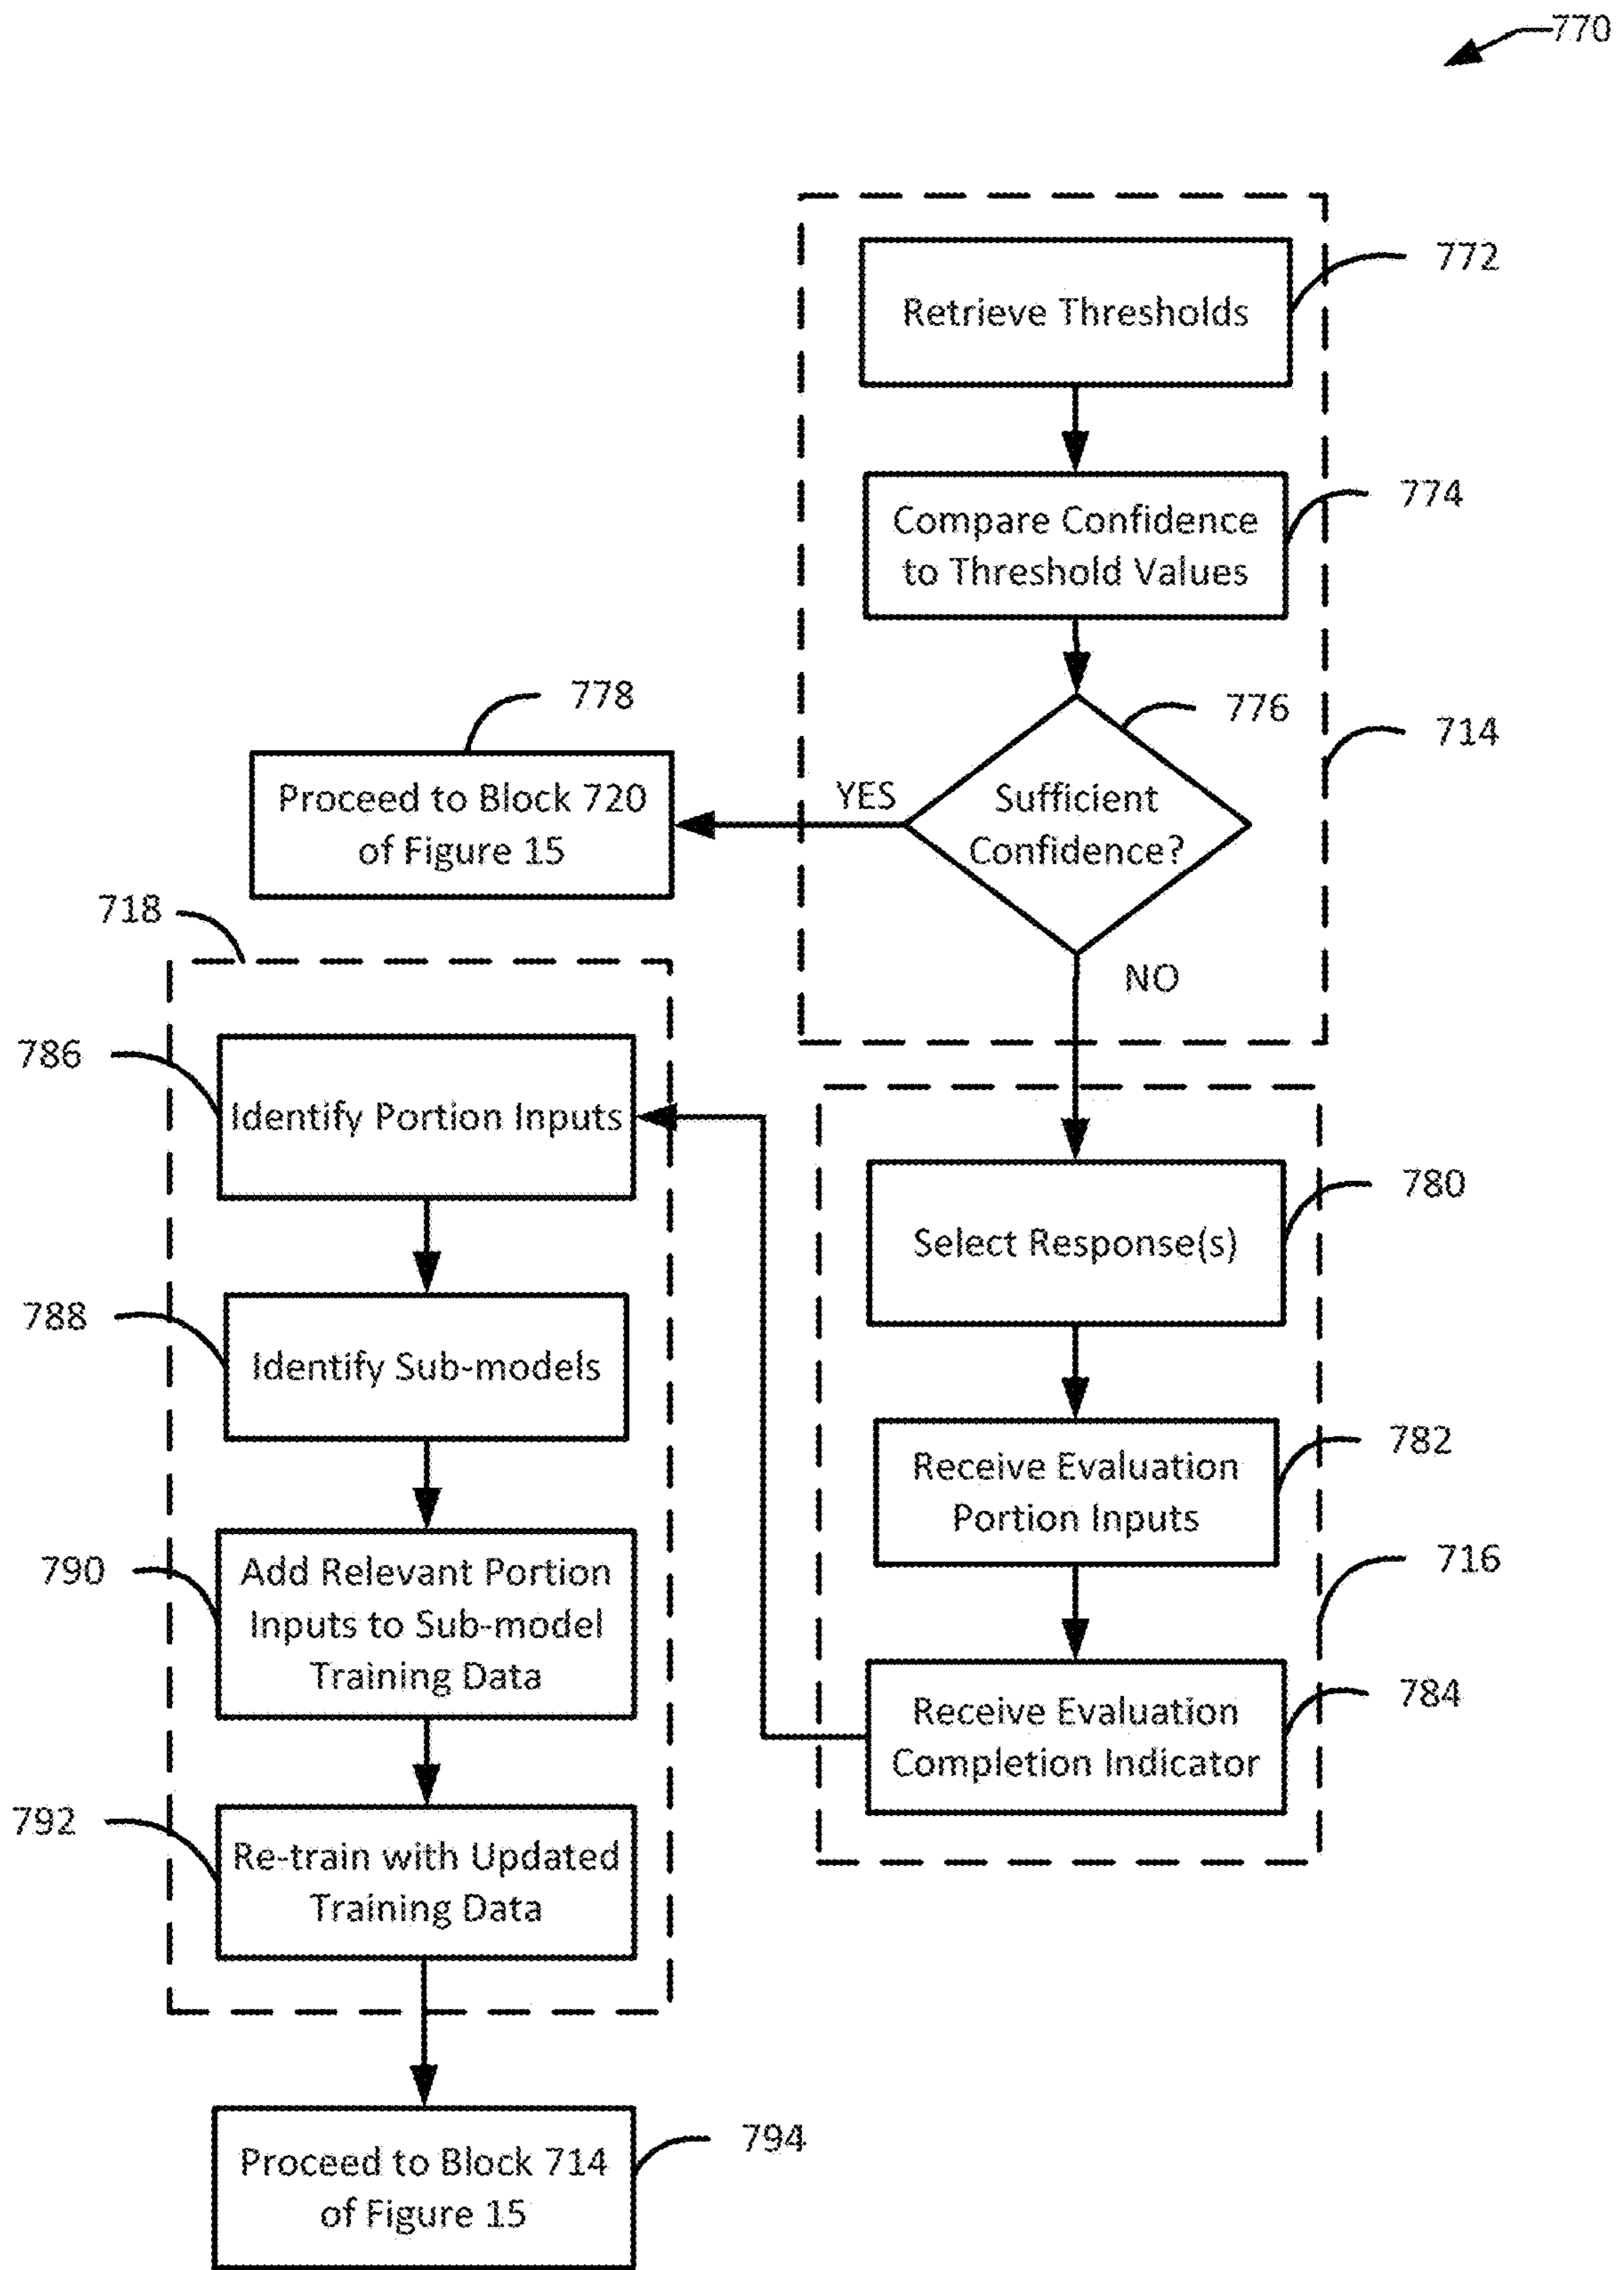 770
Retrieve Thresholds
772
Compare Confidence
to Threshold Values
774
776
Sufficient
Confidence?
714
YES
778
Proceed to Block 720
of Figure 15
NO
780
Select Response(s)
782
Receive Evaluation
Portion Inputs
716
784
Receive Evaluation
Completion Indicator
718
786
Identify Portion Inputs
788
Identify Sub-models
790
Add Relevant Portion
Inputs to Sub-model
Training Data
792
Re-train with Updated
Training Data
794
Proceed to Block 714
of Figure 15